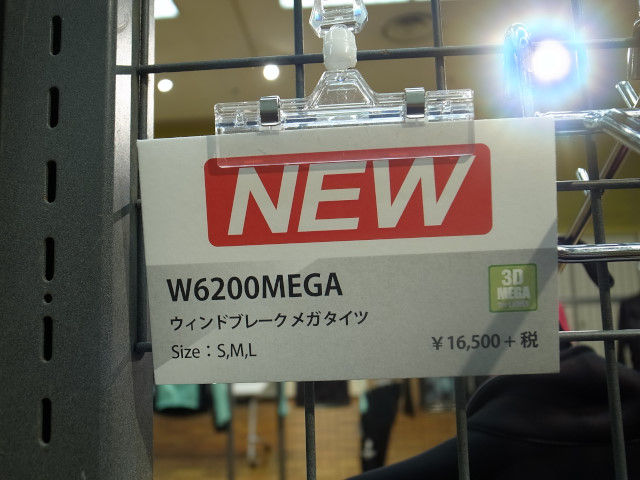 NEW
W6200MEGA
3D
MEGA
ウィンドブレークメガタイツ
Size：S,M,L
￥16,500+税